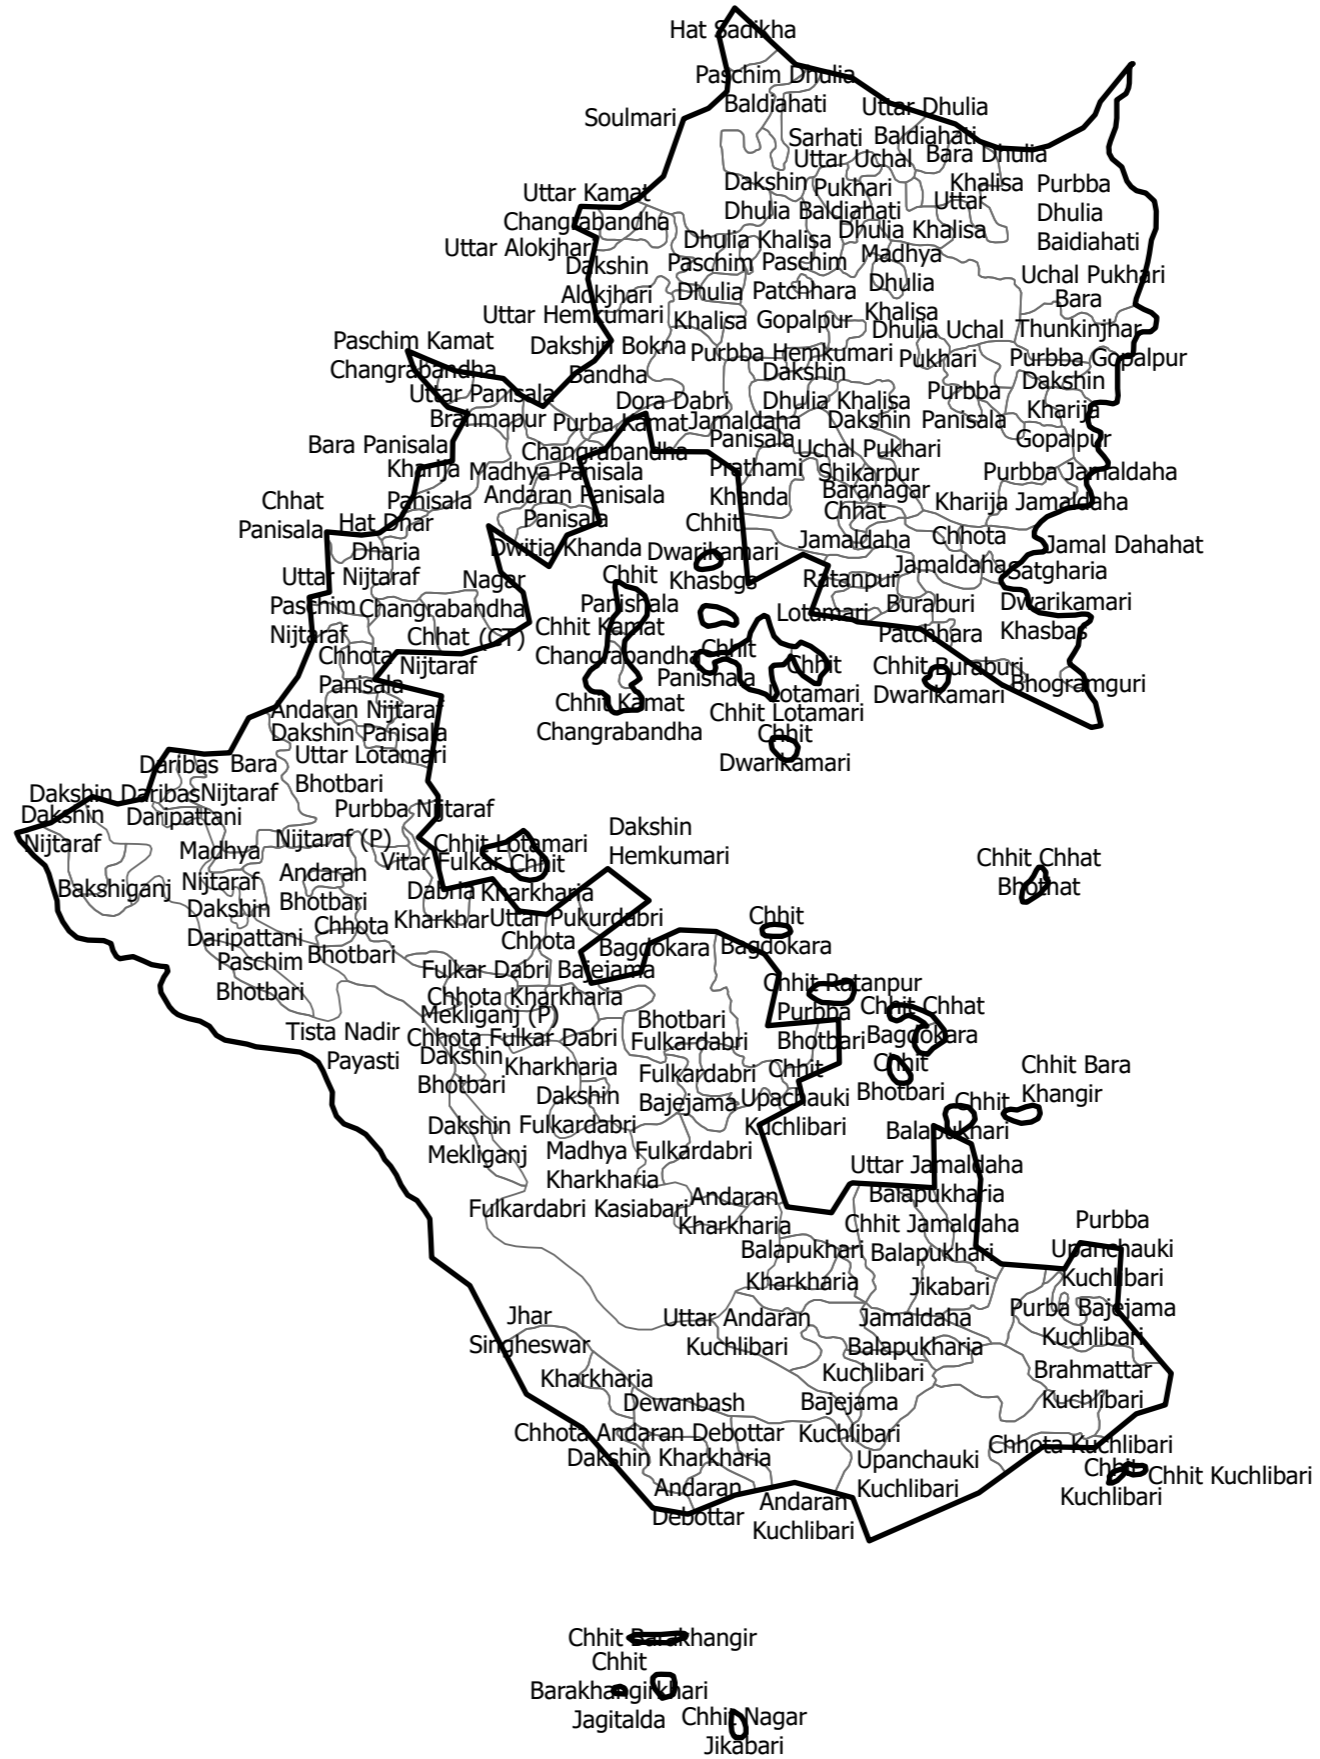 Hat Sadikha
Paschim Dhulia
Baldiahati
Soulmari
Uttar Dhulia
Baldiahati
Sarhati
Uttar Uchal
Pukhari
Bara Dhulia
Khalisa
Dakshin
Dhulia Baldiahati
Uttar
Dhulia Khalisa
Purbba
Dhulia
Baidiahati
Uttar Kamat
Changrabandha
Uttar Alokjhari
Dhulia Khalisa
Paschim
Dhulia
Khalisa
Paschim
Patchhara
Gopalpur
Madhya
Dhulia
Khalisa
Dakshin
Alokjhari
Uchal Pukhari
Bara
Thunkinjhar
Uttar Hemkumari
Dhulia Uchal
Pukhari
Paschim Kamat
Changrabandha
Dakshin Bokna
Bandha
Purbba Hemkumari
Purbba Gopalpur
Dakshin
Dhulia Khalisa
Dakshin
Kharija
Gopalpur
Uttar Panisala
Dora Dabri
Purbba
Panisala
Brahmapur
Purba Kamat
Changrabandha
Jamaldaha
Dakshin
Panisala
Prathami
Khanda
Uchal Pukhari
Bara Panisala
Kharija
Panisala
Madhya Panisala
Shikarpur
Purbba Jamaldaha
Andaran Panisala
Baranagar
Kharija Jamaldaha
Chhat
Panisala
Chhat
Jamaldaha
Hat Dhar
Dharia
Panisala
Dwitia Khanda
Chhit
Dwarikamari
Khasbgs
Chhota
Jamaldaha
Jamal Dahahat
Satgharia
Uttar Nijtaraf
Nagar
Changrabandha
Chhat (CT)
Chhit
Panishala
Ratanpur
Dwarikamari
Khasbas
Paschim
Nijtaraf
Chhit Kamat
Changrabandha
Lotamari
Buraburi
Patchhara
Chhota
Panisala
Nijtaraf
Chhit
Panishala
Chhit
Lotamari
Chhit Buraburi
Dwarikamari
Bhogramguri
Andaran Nijtaraf
Chhit Kamat
Changrabandha
Chhit Lotamari
Dakshin Panisala
Chhit
Dwarikamari
Uttar Lotamari
Daribas
Bara
Nijtaraf
Bhotbari
Dakshin Daribas
Purbba Nijtaraf
Dakshin
Nijtaraf
Daripattani
Nijtaraf (P)
Chhit Lotamari
Dakshin
Hemkumari
Madhya
Nijtaraf
Vitar Fulkar
Dabria
Chhit
Kharkharia
Chhit Chhat
Bhothat
Bakshiganj
Andaran
Bhotbari
Dakshin
Daripattani
Kharkhar
Uttar Pukurdabri
Chhit
Bagdokara
Chhota
Bhotbari
Chhota
Fulkar Dabri
Bagdokara
Paschim
Bhotbari
Bajejama
Chhit Ratanpur
Chhota Kharkharia
Mekliganj (P)
Purbba
Bhotbari
Chhit Chhat
Bagdokara
Tista Nadir
Payasti
Chhota Fulkar Dabri
Bhotbari
Fulkardabri
Dakshin
Bhotbari
Kharkharia
Fulkardabri
Bajejama
Chhit
Upachauki
Kuchlibari
Chhit
Bhotbari
Chhit Bara
Khangir
Dakshin
Fulkardabri
Chhit
Balapukhari
Dakshin
Mekliganj
Madhya Fulkardabri
Kharkharia
Uttar Jamaldaha
Balapukharia
Fulkardabri Kasiabari
Andaran
Kharkharia
Chhit Jamaldaha
Balapukhari
Purbba
Upanchauki
Kuchlibari
Balapukhari
Kharkharia
Jikabari
Jhar
Singheswar
Uttar Andaran
Kuchlibari
Jamaldaha
Balapukharia
Purba Bajejama
Kuchlibari
Kharkharia
Kuchlibari
Brahmattar
Kuchlibari
Dewanbash
Bajejama
Kuchlibari
Chhota Andaran Debottar
Dakshin Kharkharia
Upanchauki
Kuchlibari
Chhota Kuchlibari
Chhit
Kuchlibari
Chhit Kuchlibari
Andaran
Debottar
Andaran
Kuchlibari
Chhit Barakhangir
Chhit
Barakhangirkhari
Jagitalda
Chhit Nagar
Jikabari